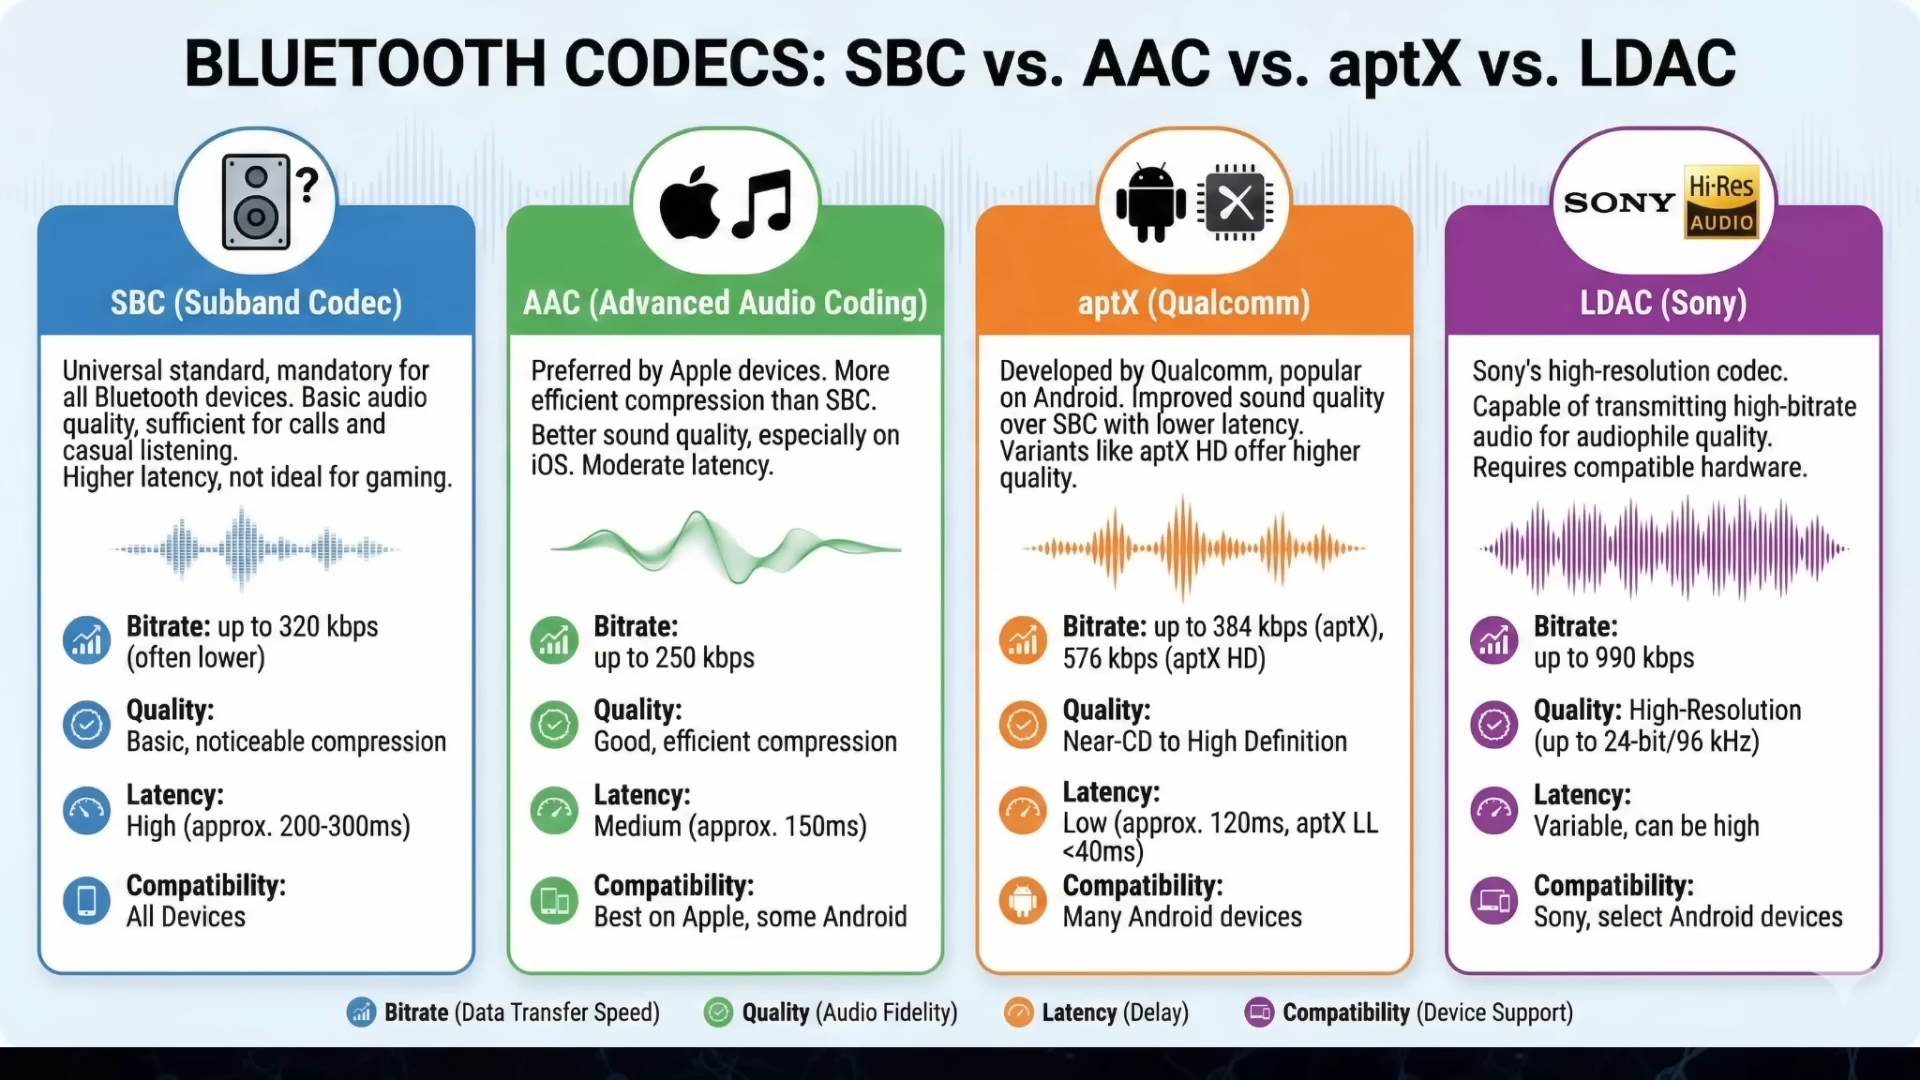 BLUETOOTH CODECS: SBC vs. AAC vs. aptX vs. LDAC
?
SBC (Subband Codec)
Universal standard, mandatory for
all Bluetooth devices. Basic audio
quality, sufficient for calls and
casual listening.
Higher latency, not ideal for gaming.
Bitrate: up to 320 kbps
(often lower)
Quality:
Basic, noticeable compression
Latency:
High (approx. 200-300ms)
Compatibility:
All Devices
AAC (Advanced Audio Coding)
Preferred by Apple devices. More
efficient compression than SBC.
Better sound quality, especially on
iOS. Moderate latency.
Bitrate:
up to 250 kbps
Quality:
Good, efficient compression
Latency:
Medium (approx. 150ms)
Compatibility:
Best on Apple, some Android
aptX (Qualcomm)
Developed by Qualcomm, popular
on Android. Improved sound quality
over SBC with lower latency.
Variants like aptX HD offer higher
quality.
Bitrate: up to 384 kbps (aptX),
576 kbps (aptX HD)
Quality:
Near-CD to High Definition
Latency:
Low (approx. 120ms, aptX LL
<40ms)
Compatibility:
Many Android devices
SONY
Hi-Res
AUDIO
LDAC (Sony)
Sony's high-resolution codec.
Capable of transmitting high-bitrate
audio for audiophile quality.
Requires compatible hardware.
Bitrate:
up to 990 kbps
Quality: High-Resolution
(up to 24-bit/96 kHz)
Latency:
Variable, can be high
Compatibility:
Sony, select Android devices
Bitrate (Data Transfer Speed)
Quality (Audio Fidelity)
Latency (Delay)
Compatibility (Device Support)